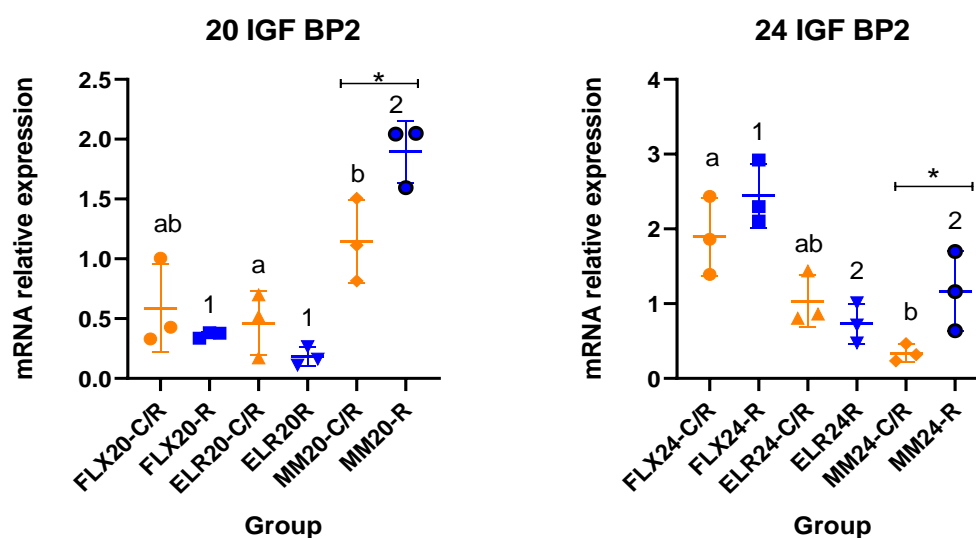 20 IGF BP2
mRNA relative expression
2.5
2.0
1.5
1.0
0.5
0.0
ab
1
a
1
b
2
*
FLX20-C/R
FLX20-R
ELR20-C/R
ELR20R
MM20-C/R
MM20-R
Group
24 IGF BP2
mRNA relative expression
4
3
2
1
0
a
1
ab
2
b
2
*
FLX24-C/R
FLX24-R
ELR24-C/R
ELR24R
MM24-C/R
MM24-R
Group